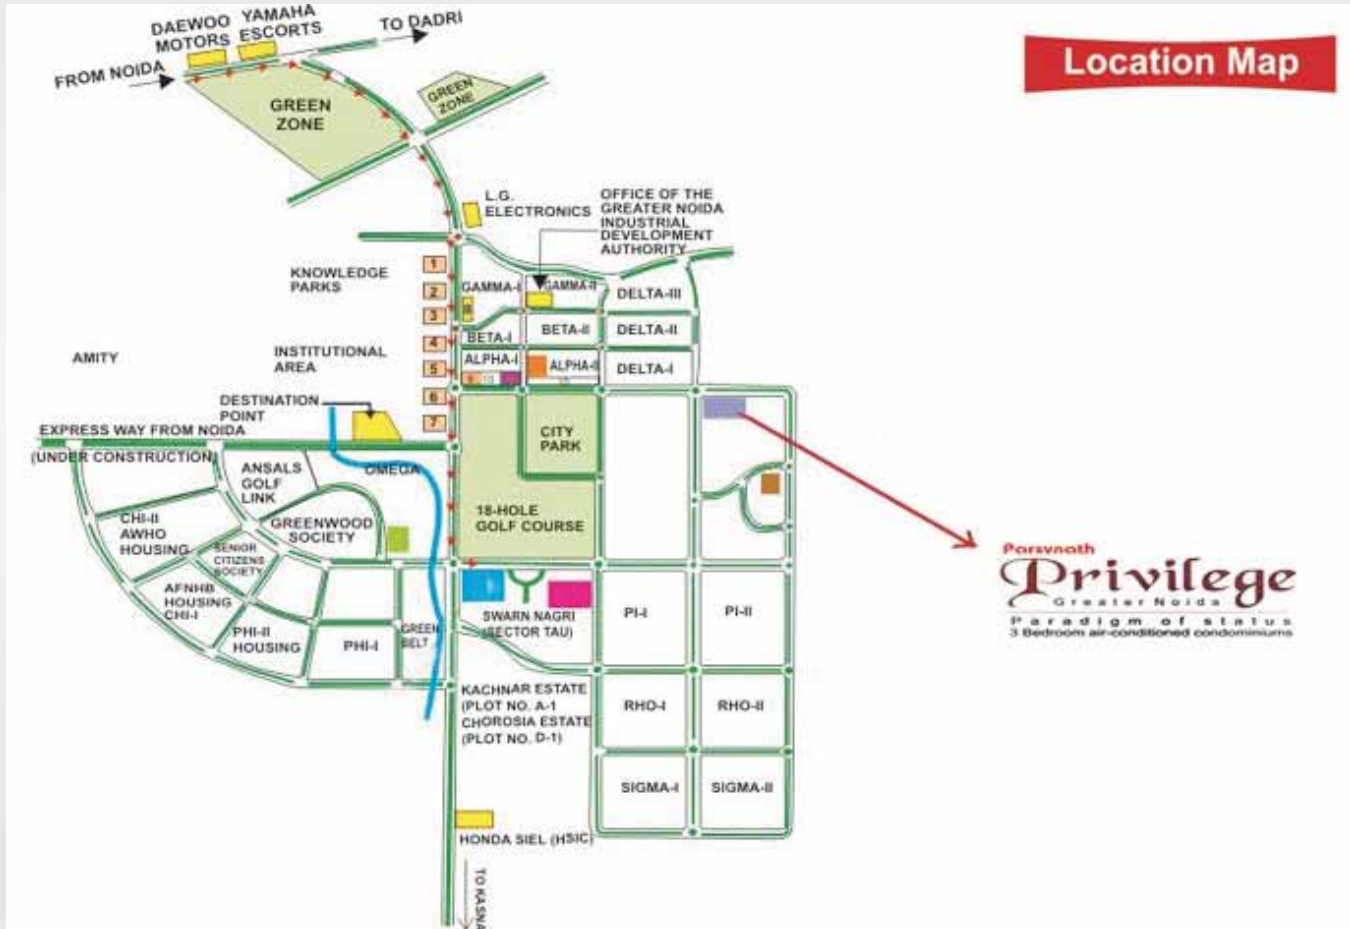 Location Map
DAEWOO
MOTORS
YAMAHA
ESCORTS
TO DADRI
FROM NOIDA
GREEN
ZONE
GREEN
ZONE
L.G.
ELECTRONICS
OFFICE OF THE
GREATER NOIDA
INDUSTRIAL
DEVELOPMENT
AUTHORITY
KNOWLEDGE
PARKS
1
2
3
4
5
6
7
GAMMA-I
GAMMA-II
DELTA-III
BETA-I
BETA-II
DELTA-II
ALPHA-I
ALPHA-II
DELTA-I
AMITY
INSTITUTIONAL
AREA
DESTINATION
POINT
EXPRESS WAY FROM NOIDA
(UNDER CONSTRUCTION)
CITY
PARK
ANSALS
GOLF
LINK
OMEGA
18-HOLE
GOLF COURSE
GREENWOOD
SOCIETY
CHI-II
AWHO
HOUSING
SENIOR
CITIZENS
SOCIETY
AFNHB
HOUSING
CHI-I
PHI-II
HOUSING
PHI-I
GREEN
BELT
SWARN NAGRI
(SECTOR TAU)
PI-I
PI-II
KACHNAR ESTATE
(PLOT NO. A-1
CHOROSIA ESTATE
(PLOT NO. D-1)
RHO-I
RHO-II
SIGMA-I
SIGMA-II
HONDA SIEL (HSIC)
TO KASNA
Parsvnath
Privilege
Greater Noida
Paradigm of status
3 Bedroom air-conditioned condominiums